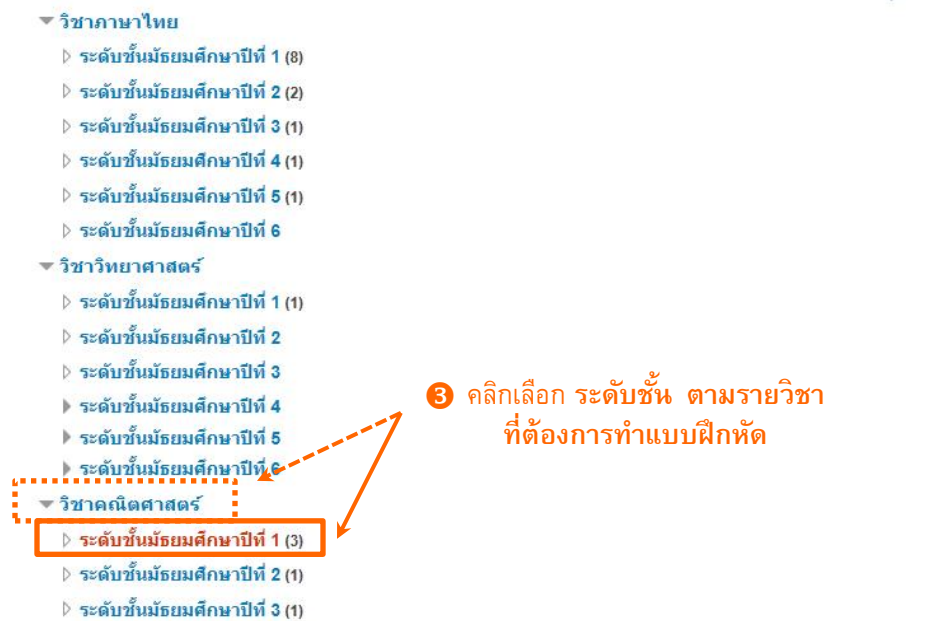 วิชาภาษาไทย
ระดับชั้นมัธยมศึกษาปีที่ 1 (8)
ระดับชั้นมัธยมศึกษาปีที่ 2 (2)
ระดับชั้นมัธยมศึกษาปีที่ 3 (1)
ระดับชั้นมัธยมศึกษาปีที่ 4 (1)
ระดับชั้นมัธยมศึกษาปีที่ 5 (1)
ระดับชั้นมัธยมศึกษาปีที่ 6
วิชาวิทยาศาสตร์
ระดับชั้นมัธยมศึกษาปีที่ 1 (1)
ระดับชั้นมัธยมศึกษาปีที่ 2
ระดับชั้นมัธยมศึกษาปีที่ 3
ระดับชั้นมัธยมศึกษาปีที่ 4
ระดับชั้นมัธยมศึกษาปีที่ 5
ระดับชั้นมัธยมศึกษาปีที่ 6
วิชาคณิตศาสตร์
ระดับชั้นมัธยมศึกษาปีที่ 1 (3)
ระดับชั้นมัธยมศึกษาปีที่ 2 (1)
ระดับชั้นมัธยมศึกษาปีที่ 3 (1)
❸ คลิกเลือก ระดับชั้น ตามรายวิชา
ที่ต้องการทำแบบฝึกหัด